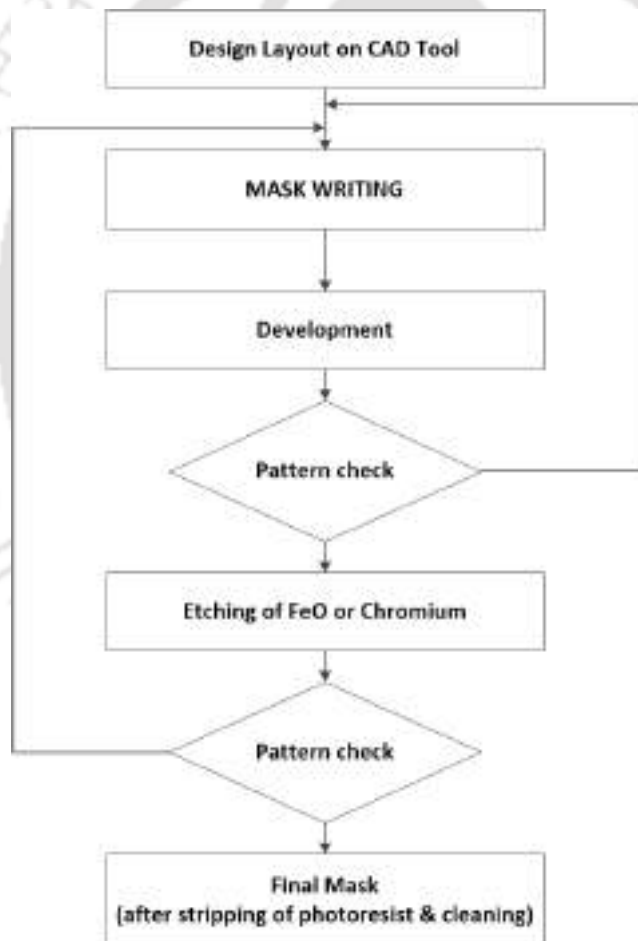 Design Layout on CAD Tool
MASK WRITING
Development
Pattern check
Etching of FeO or Chromium
Pattern check
Final Mask
(after stripping of photoresist & cleaning)